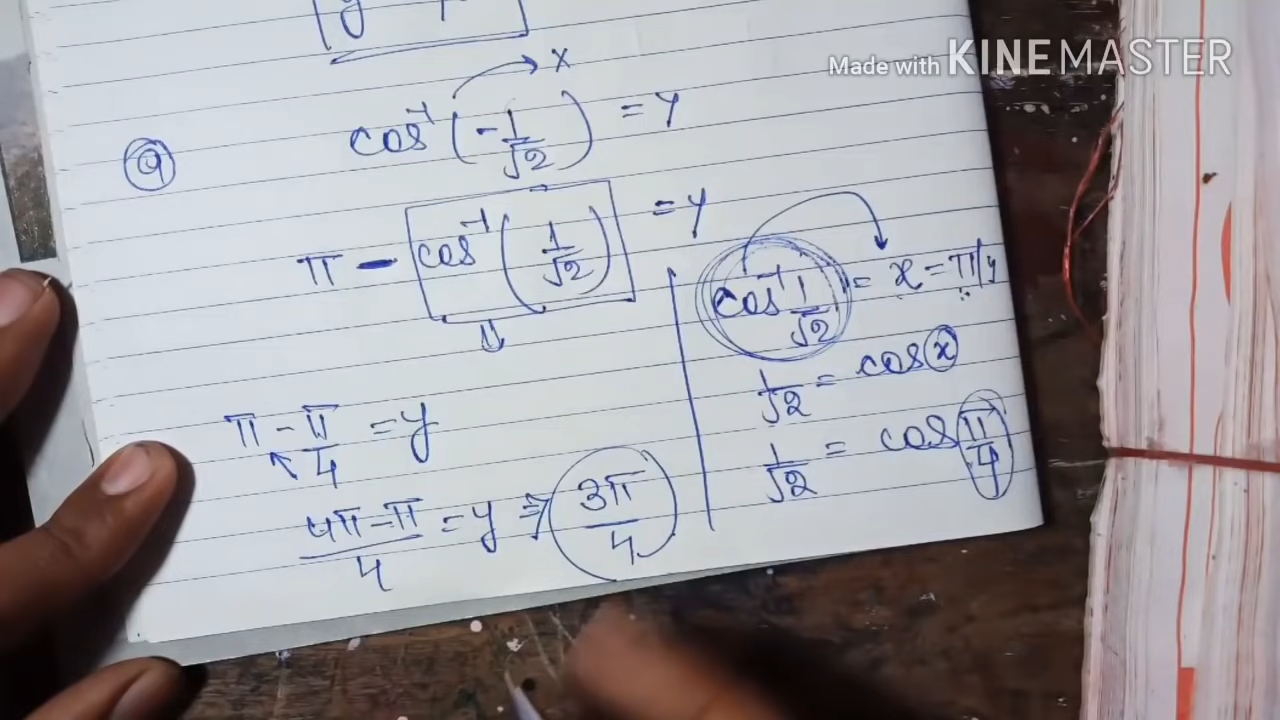 Made with KINEMASTER
x
9 cos⁻¹(-1/√2) = y
π - cos⁻¹(1/√2) = y
π - π/4 = y
(4π-π)/4 = y ⇒ 3π/4
cos⁻¹ 1/√2 = x = π/4
1/√2 = cos x
1/√2 = cos π/4